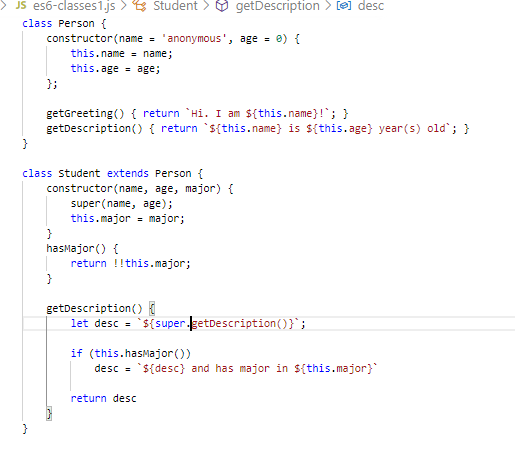 > JS es6-classes1.js > Student > getDescription > desc
class Person {
    constructor(name = 'anonymous', age = 0) {
        this.name = name;
        this.age = age;
    };

    getGreeting() { return `Hi. I am ${this.name}!`; }
    getDescription() { return `${this.name} is ${this.age} year(s) old`; }
}

class Student extends Person {
    constructor(name, age, major) {
        super(name, age);
        this.major = major;
    }
    hasMajor() {
        return !!this.major;
    }

    getDescription() {
        let desc = `${super.getDescription()}`;

        if (this.hasMajor())
            desc = `${desc} and has major in ${this.major}`

        return desc
    }
}